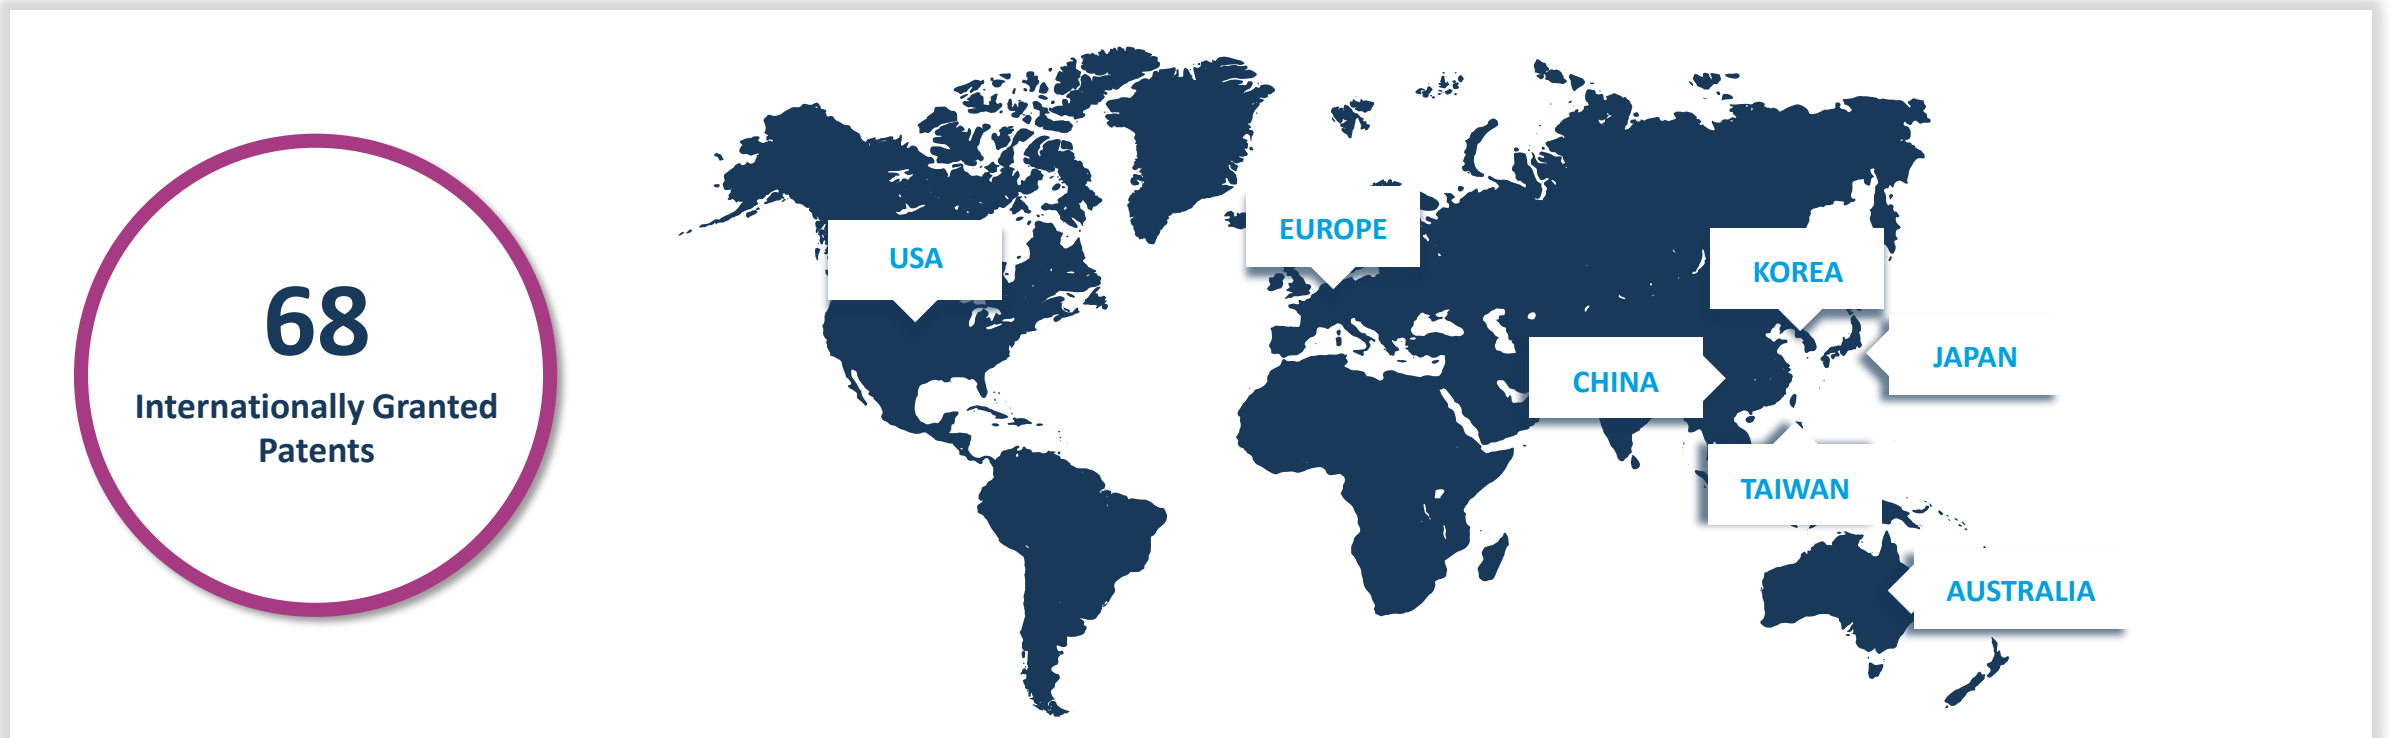 68
Internationally Granted
Patents
USA
EUROPE
KOREA
JAPAN
CHINA
TAIWAN
AUSTRALIA